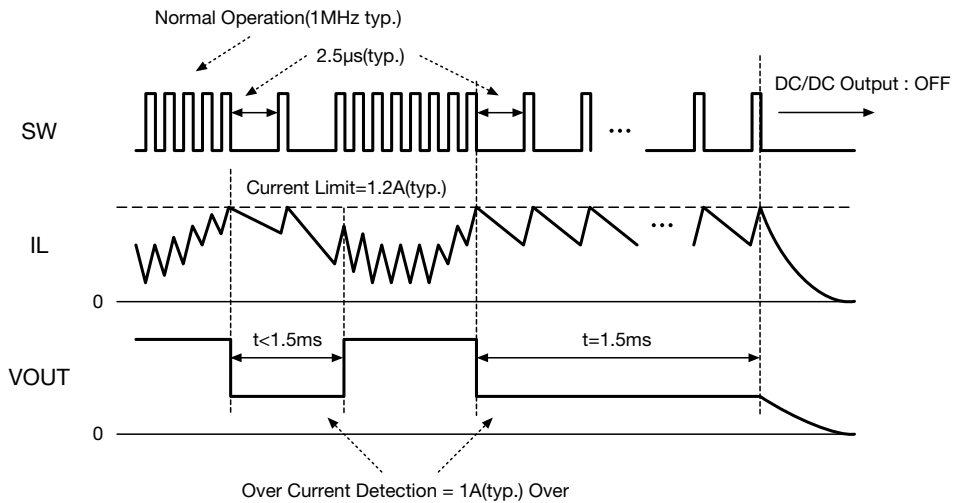 Normal Operation(1MHz typ.)
2.5μs(typ.)
DC/DC Output : OFF
SW
...
Current Limit=1.2A(typ.)
IL
...
0
t<1.5ms
t=1.5ms
VOUT
0
Over Current Detection = 1A(typ.) Over